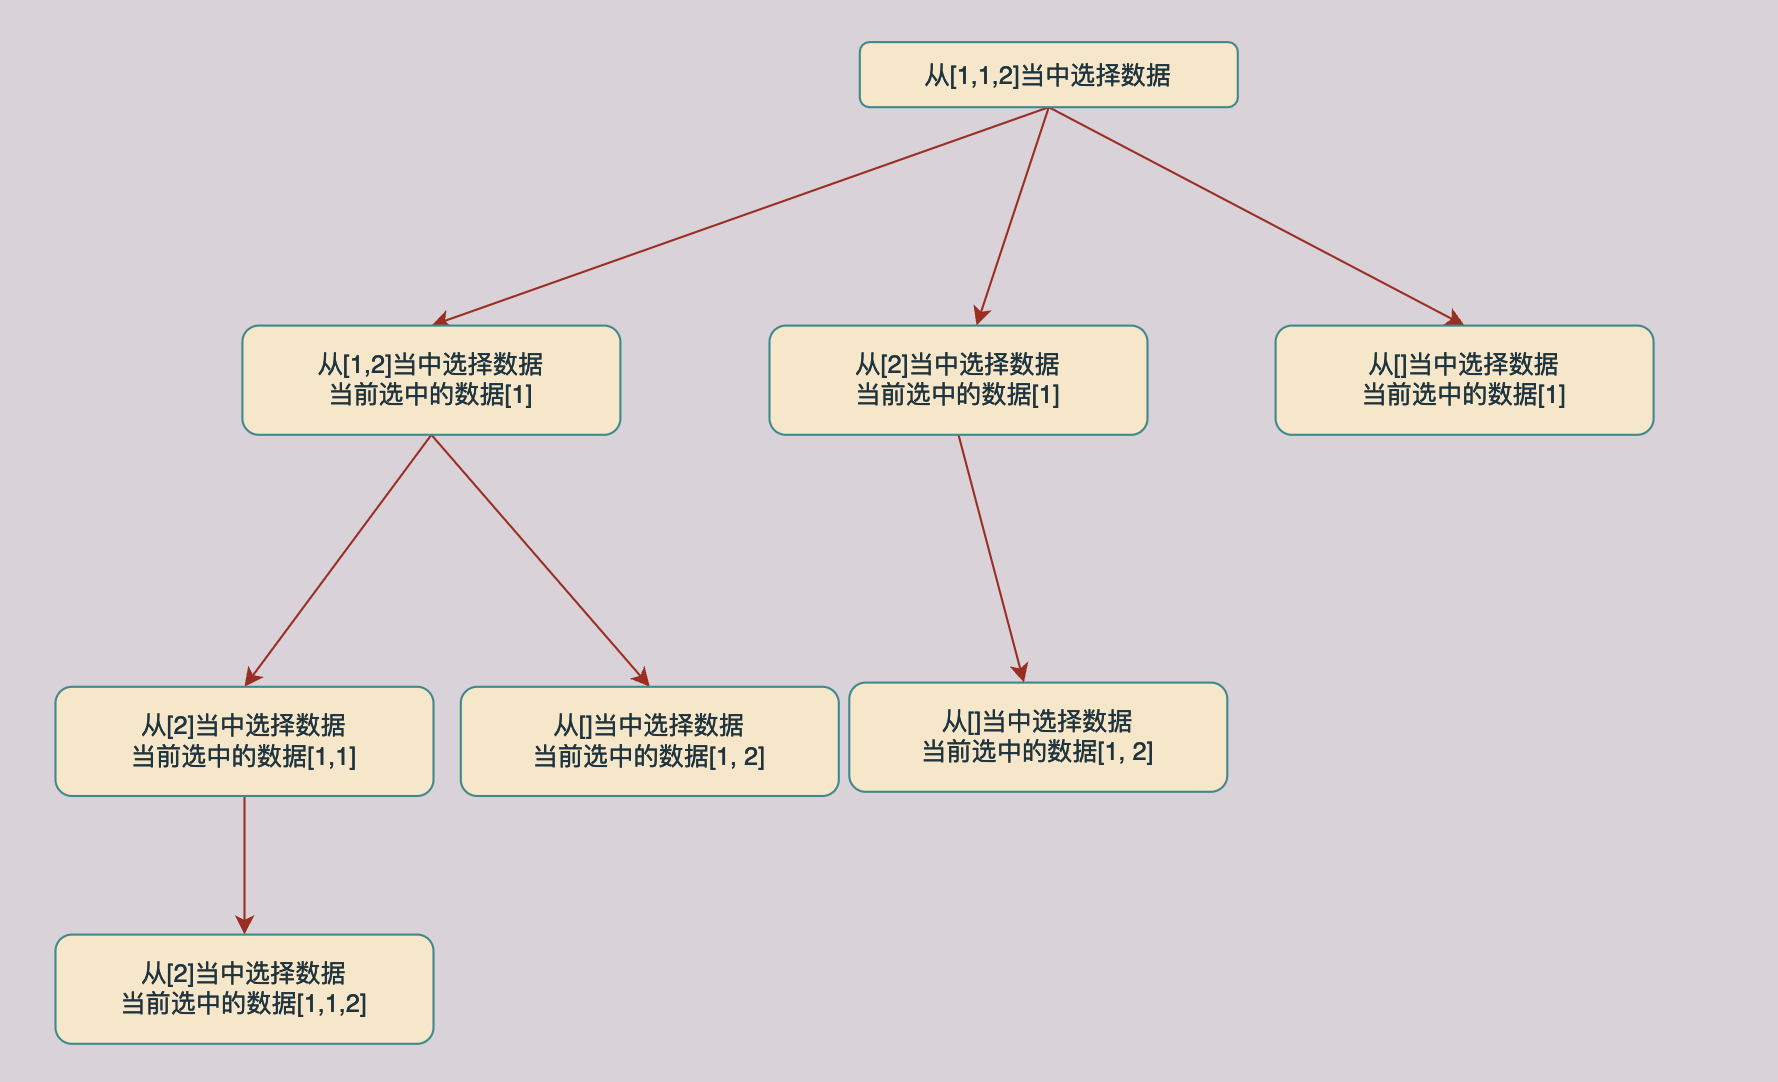 从[1,1,2]当中选择数据
从[1,2]当中选择数据
当前选中的数据[1]
从[2]当中选择数据
当前选中的数据[1]
从[]当中选择数据
当前选中的数据[1]
从[2]当中选择数据
当前选中的数据[1,1]
从[]当中选择数据
当前选中的数据[1, 2]
从[]当中选择数据
当前选中的数据[1, 2]
从[2]当中选择数据
当前选中的数据[1,1,2]